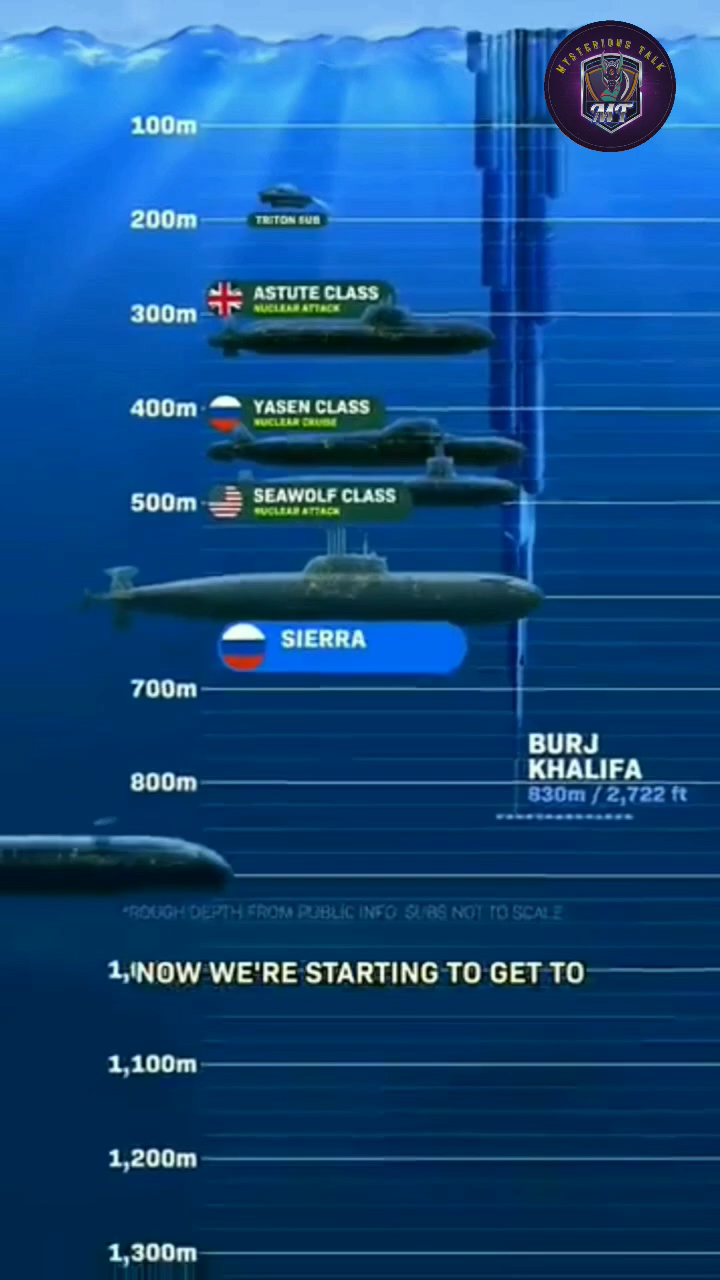 MYSTERIOUS TALK
MT
100m
TRITON SUB
200m
ASTUTE CLASS
NUCLEAR ATTACK
300m
YASEN CLASS
NUCLEAR CRUISE
400m
SEAWOLF CLASS
NUCLEAR ATTACK
500m
SIERRA
700m
BURJ
KHALIFA
830m / 2,722 ft
800m
*ROUGH DEPTH FROM PUBLIC INFO. SUBS NOT TO SCALE
NOW WE'RE STARTING TO GET TO
1,100m
1,200m
1,300m